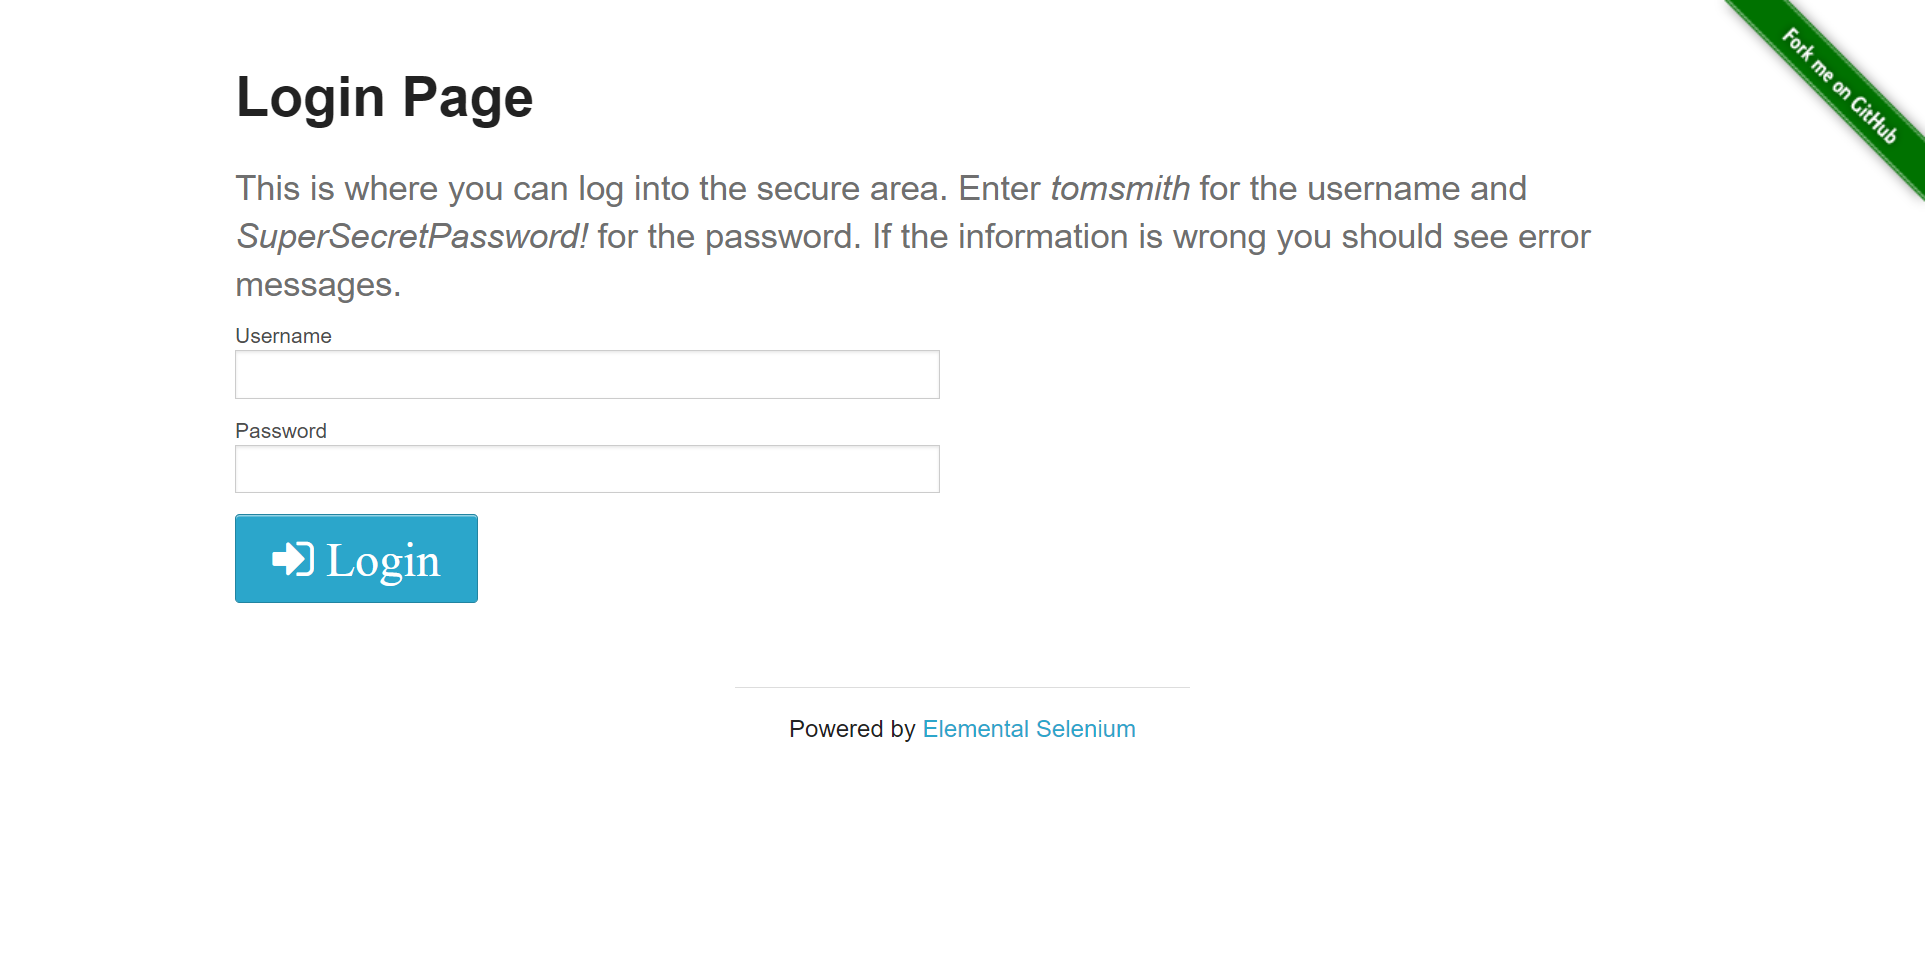 Fork me on GitHub
Login Page
This is where you can log into the secure area. Enter tomsmith for the username and
SuperSecretPassword! for the password. If the information is wrong you should see error
messages.
Username
Password
Login
Powered by Elemental Selenium